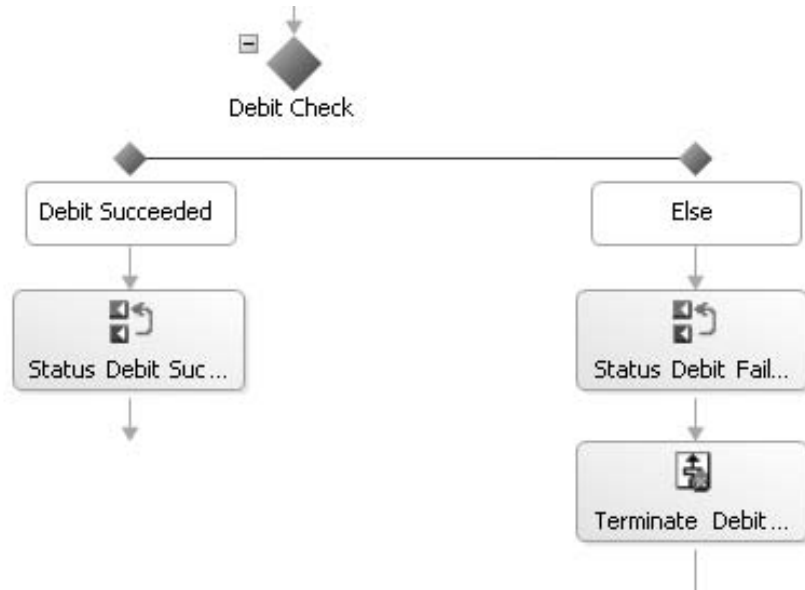 Debit Check
Debit Succeeded
Else
Status Debit Suc...
Status Debit Fail...
Terminate Debit...